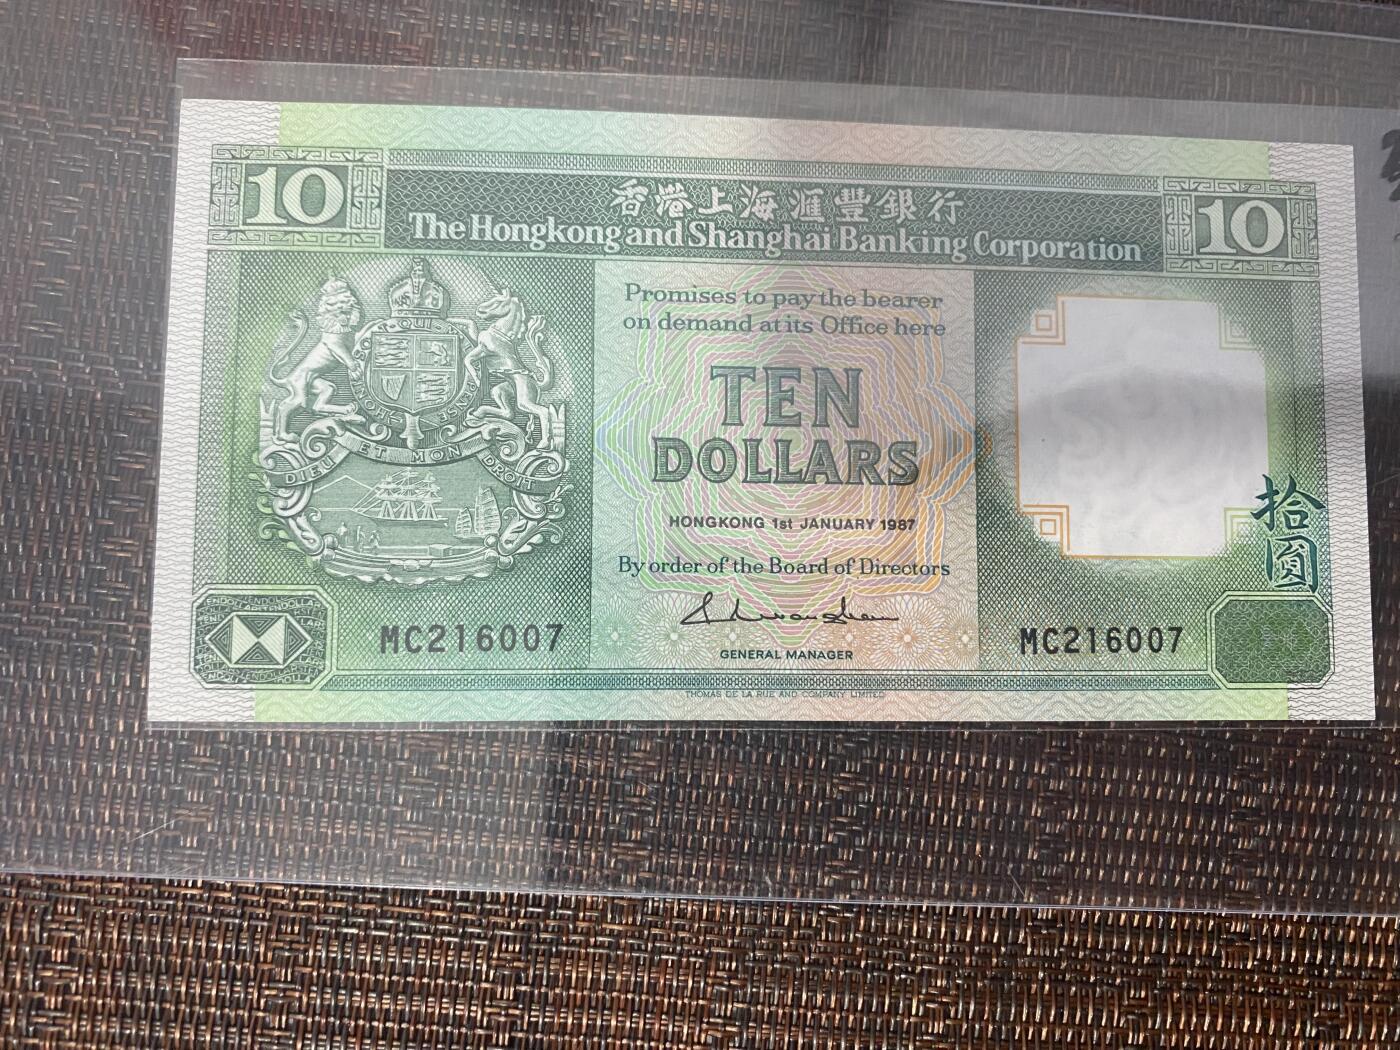 10
香港上海滙豐銀行
10
The Hongkong and Shanghai Banking Corporation
QUI
HONI
PENSE
DIEU ET MON DROIT
Promises to pay the bearer
on demand at its Office here
TEN
DOLLARS
HONGKONG 1st JANUARY 1987
By order of the Board of Directors
GENERAL MANAGER
拾圓
MC216007
MC216007
THOMAS DE LA RUE AND COMPANY LIMITED